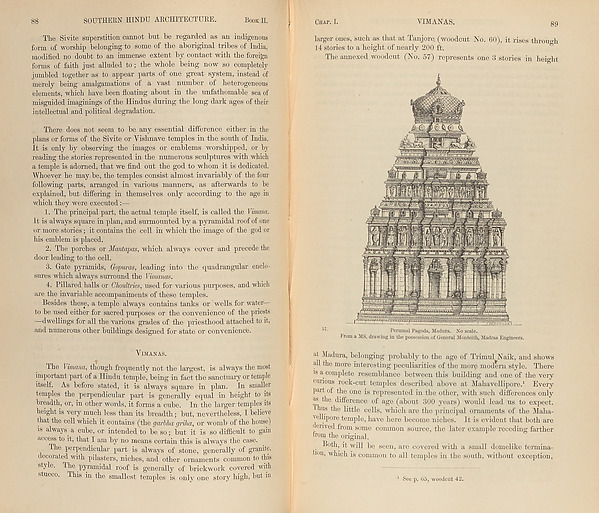 88 SOUTHERN HINDU ARCHITECTURE. Book II.
The Sivite superstition cannot but be regarded as an indigenous
form of worship belonging to some of the aboriginal tribes of India,
modified no doubt to an immense extent by contact with the foreign
forms of faith just alluded to; the whole being now so completely
jumbled together as to appear parts of one great system, instead of
merely being amalgamations of a vast number of heterogeneous
elements, which have been floating about in the unfathomable sea of
misguided imaginings of the Hindus during the long dark ages of their
intellectual and political degradation.
There does not seem to be any essential difference either in the
plans or forms of the Sivite or Vishnave temples in the south of India.
It is only by observing the images or emblems worshipped, or by
reading the stories represented in the numerous sculptures with which
a temple is adorned, that we find out the god to whom it is dedicated.
Whoever he may be, the temples consist almost invariably of the four
following parts, arranged in various manners, as afterwards to be
explained, but differing in themselves only according to the age in
which they were executed:—
1. The principal part, the actual temple itself, is called the Vimana.
It is always square in plan, and surmounted by a pyramidal roof of one
or more stories; it contains the cell in which the image of the god or
his emblem is placed.
2. The porches or Mantapas, which always cover and precede the
door leading to the cell.
3. Gate pyramids, Gopuras, leading into the quadrangular enclo-
sures which always surround the Vimanas.
4. Pillared halls or Choultries, used for various purposes, and which
are the invariable accompaniments of these temples.
Besides these, a temple always contains tanks or wells for water—
to be used either for sacred purposes or the convenience of the priests
—dwellings for all the various grades of the priesthood attached to it,
and numerous other buildings designed for state or convenience.
Vimanas.
The Vimana, though frequently not the largest, is always the most
important part of a Hindu temple, being in fact the sanctuary or temple
itself. As before stated, it is always square in plan. In smaller
temples the perpendicular part is generally equal in height to its
breadth, or, in other words, it forms a cube. In the larger temples its
height is very much less than its breadth; but, nevertheless, I believe
that the cell which it contains (the garbha griha, or womb of the house)
is always a cube, or intended to be so; but it is so difficult to gain
access to it, that I am by no means certain this is always the case.
The perpendicular part is always of stone, generally of granite,
decorated with pilasters, niches, and other ornaments common to this
style. The pyramidal roof is generally of brickwork covered with
stucco. This in the smallest temples is only one story high, but in
Chap. I. VIMANAS. 89
larger ones, such as that at Tanjore (woodcut No. 60), it rises through
14 stories to a height of nearly 200 ft.
The annexed woodcut (No. 57) represents one 3 stories in height
57. Perumal Pagoda, Madura. No scale.
From a MS. drawing in the possession of General Monteith, Madras Engineers.
at Madura, belonging probably to the age of Trimul Naik, and shows
all the more interesting peculiarities of the more modern style. There
is a complete resemblance between this building and one of the very
curious rock-cut temples described above at Mahavellipore.¹ Every
part of the one is represented in the other, with such differences only
as the difference of age (about 300 years) would lead us to expect.
Thus the little cells, which are the principal ornaments of the Maha-
vellipore temple, have here become niches. It is evident that both are
derived from some common source, the later example receding farther
from the original.
Both, it will be seen, are covered with a small domelike termina-
tion, which is common to all temples in the south, without exception,
¹ See p. 65, woodcut 42.